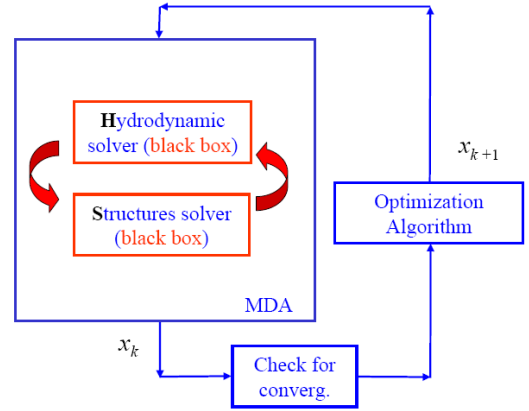 Hydrodynamic
solver (black box)
Structures solver
(black box)
MDA
x_k
Check for
converg.
Optimization
Algorithm
x_{k+1}